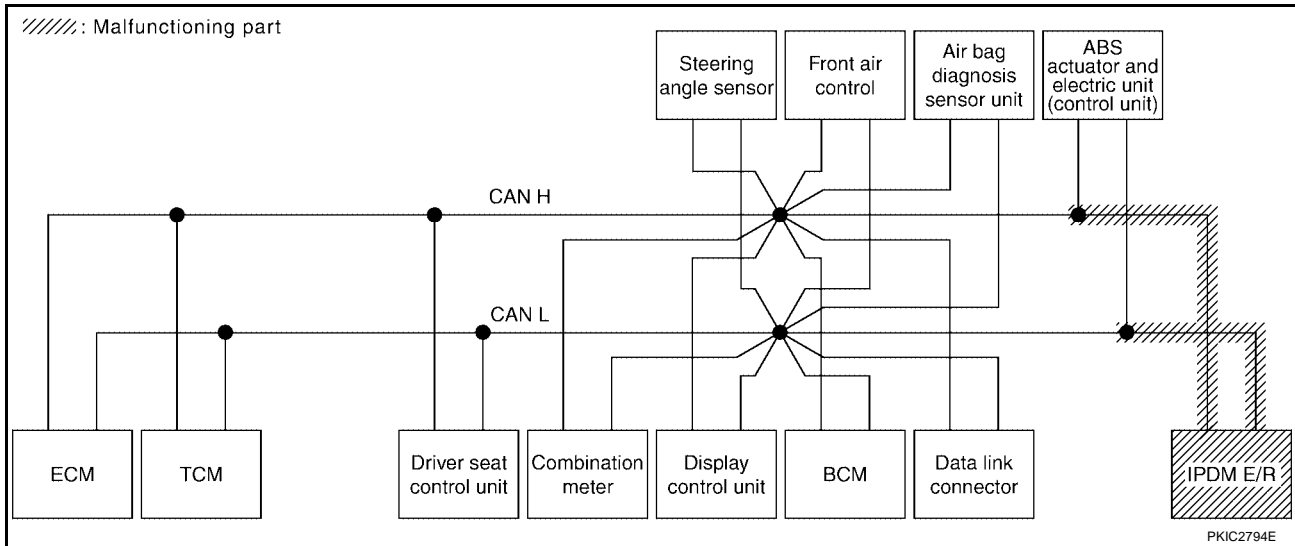 : Malfunctioning part
Steering
angle sensor
Front air
control
Air bag
diagnosis
sensor unit
ABS
actuator and
electric unit
(control unit)
CAN H
CAN L
ECM
TCM
Driver seat
control unit
Combination
meter
Display
control unit
BCM
Data link
connector
IPDM E/R
PKIC2794E